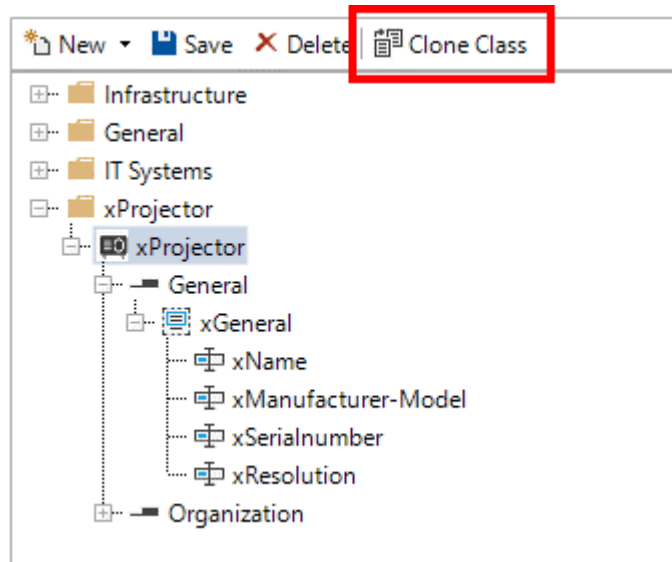 New Save Delete Clone Class
Infrastructure
General
IT Systems
xProjector
xProjector
General
xGeneral
xName
xManufacturer-Model
xSerialnumber
xResolution
Organization